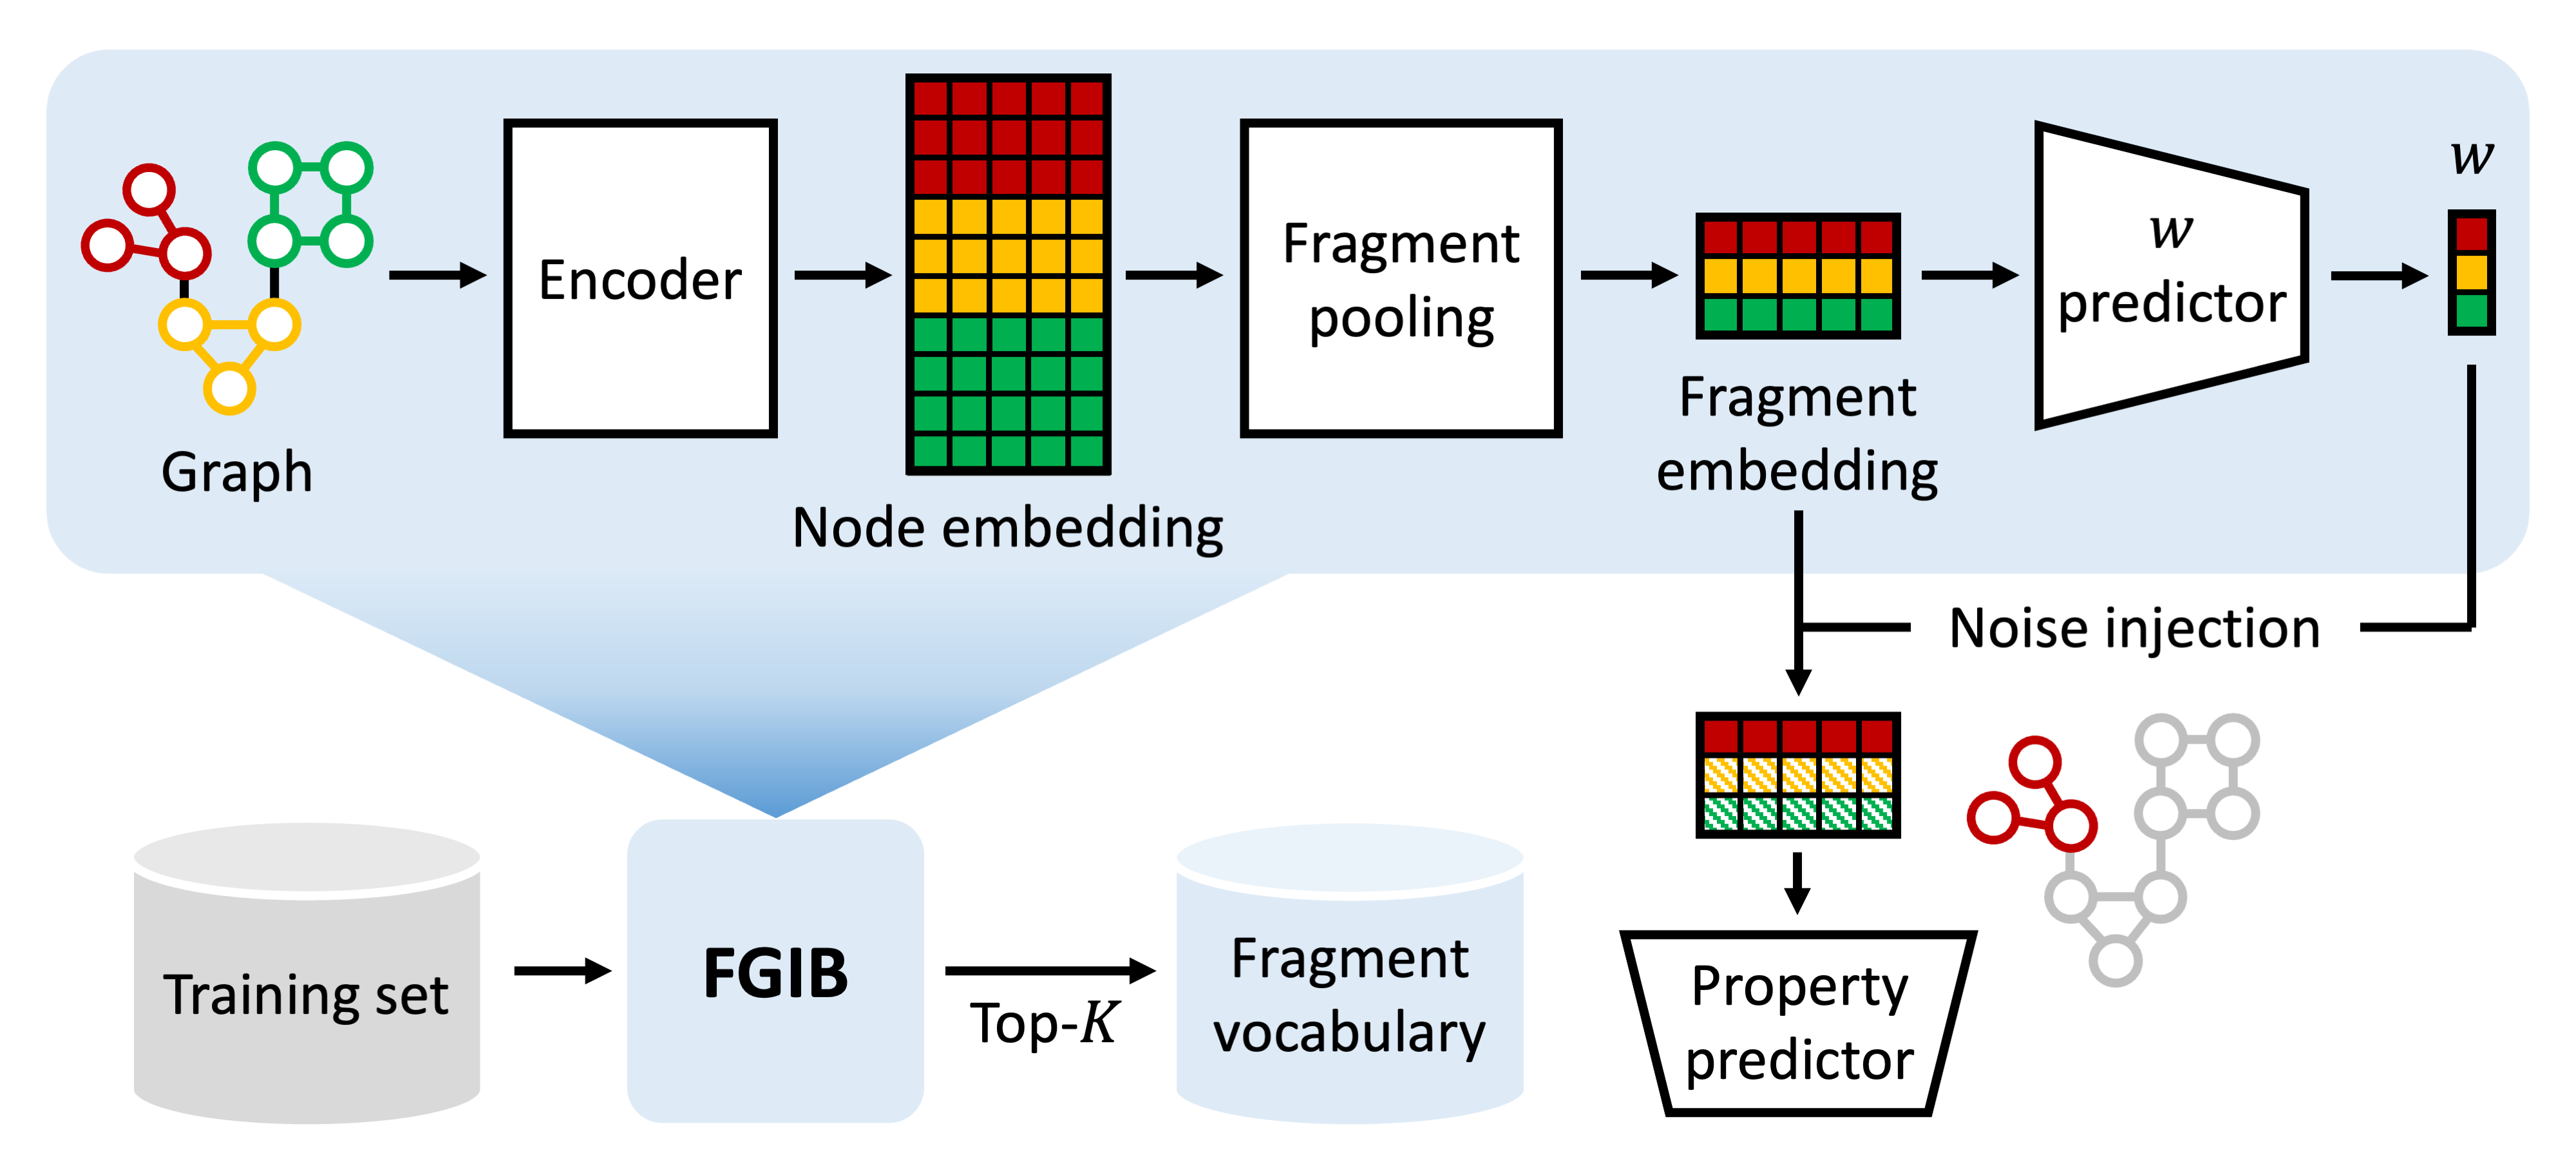 Graph
Encoder
Node embedding
Fragment
pooling
Fragment
embedding
w
predictor
w
Noise injection
Training set
FGIB
Top-K
Fragment
vocabulary
Property
predictor